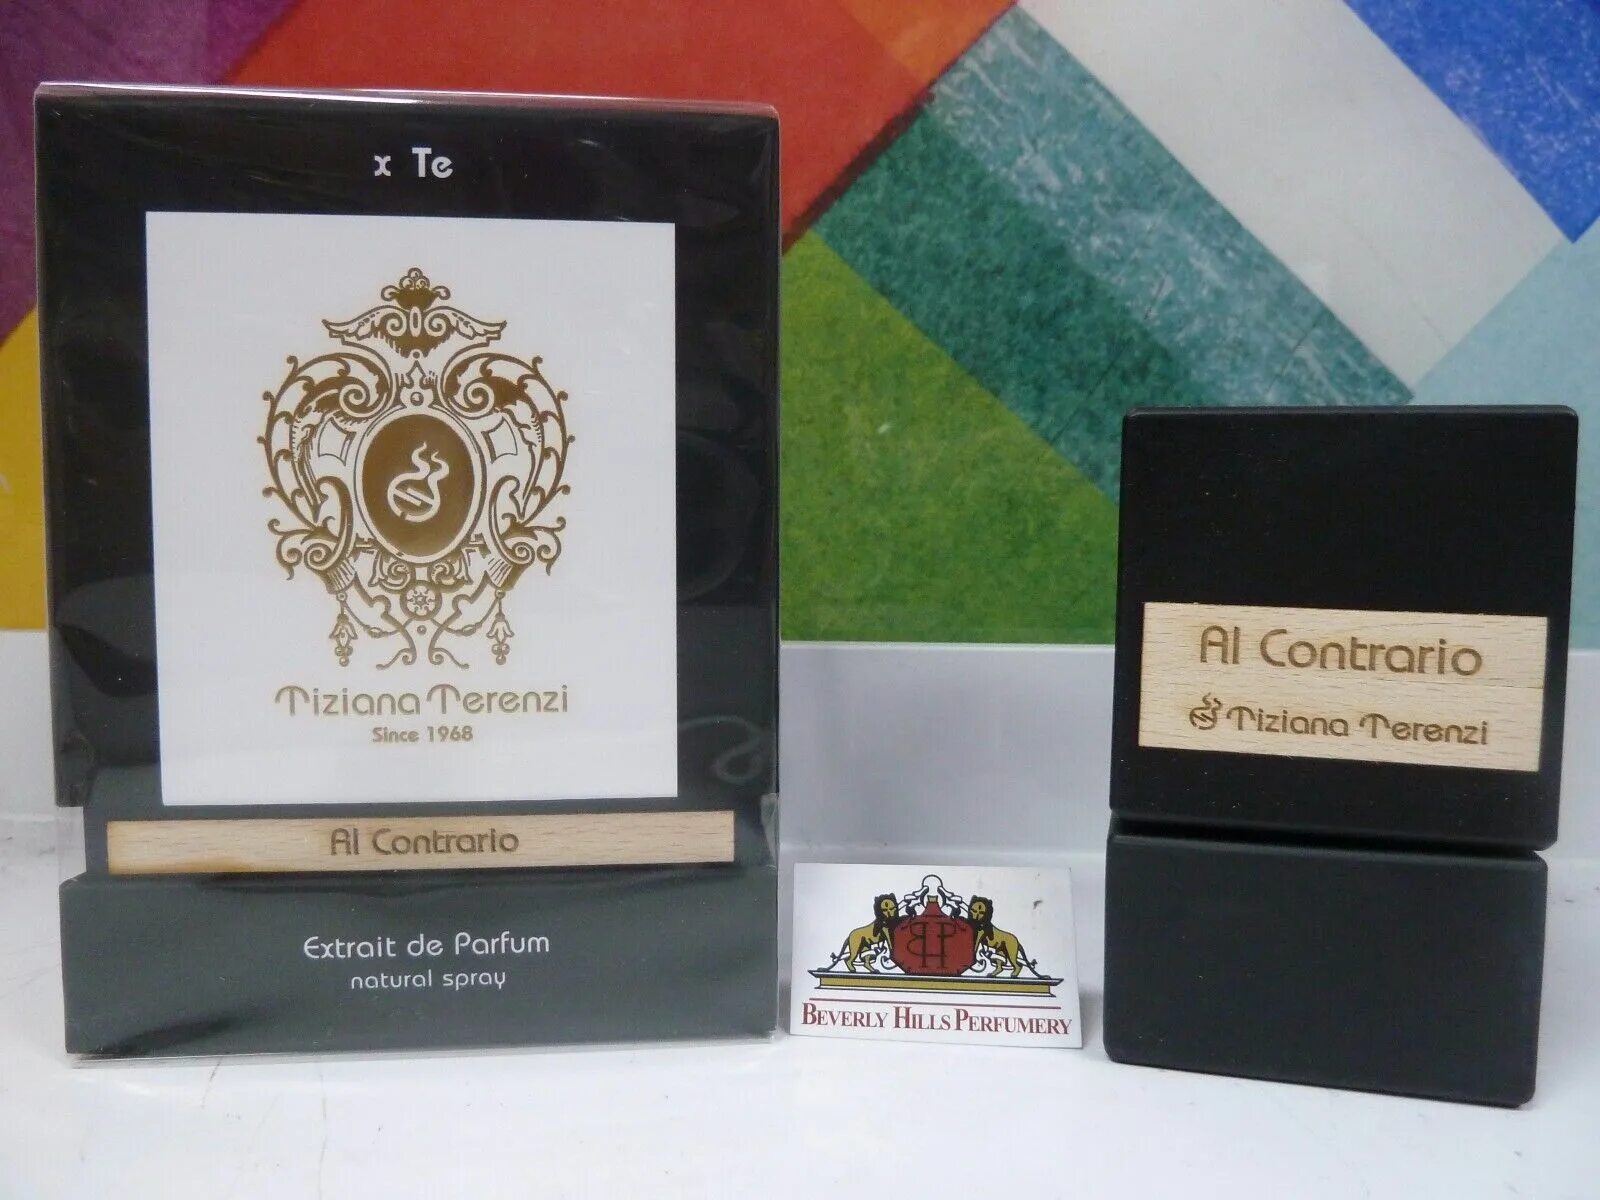 x Te
Tiziana Terenzi
Since 1968
Al Contrario
Extrait de Parfum
natural spray
BHP
BEVERLY HILLS PERFUMERY
Al Contrario
Tiziana Terenzi